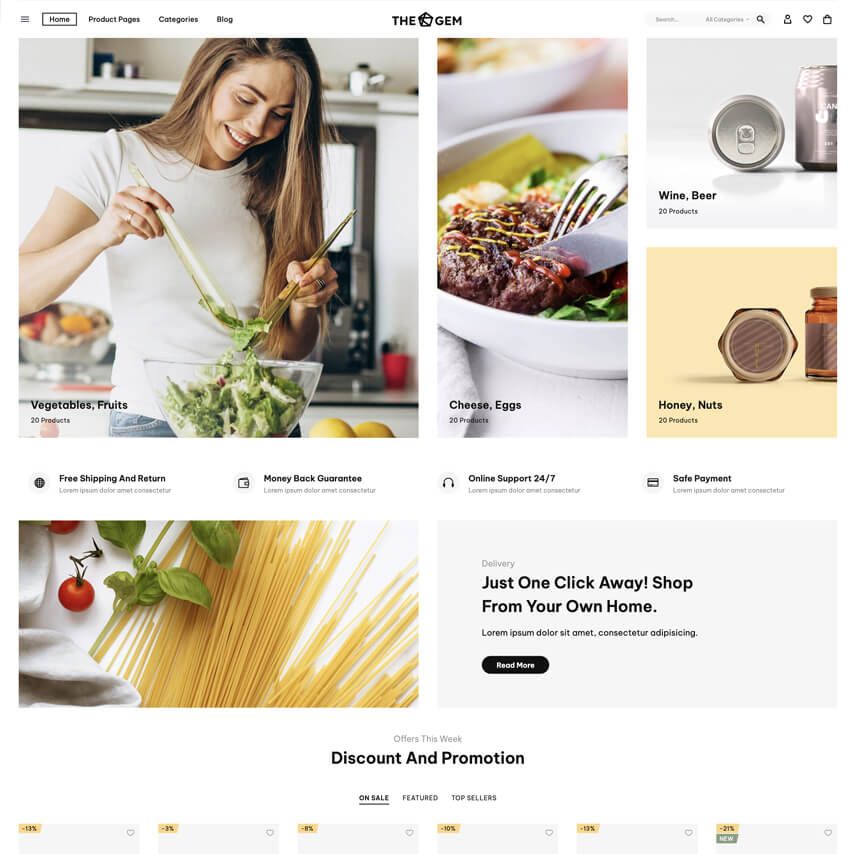 Home
Product Pages
Categories
Blog
THE GEM
Search...
All Categories
Wine, Beer
20 Products
Vegetables, Fruits
20 Products
Cheese, Eggs
20 Products
Honey, Nuts
20 Products
Free Shipping And Return
Lorem ipsum dolor amet consectetur
Money Back Guarantee
Lorem ipsum dolor amet consectetur
Online Support 24/7
Lorem ipsum dolor amet consectetur
Safe Payment
Lorem ipsum dolor amet consectetur
Delivery
Just One Click Away! Shop
From Your Own Home.
Lorem ipsum dolor sit amet, consectetur adipisicing.
Read More
Offers This Week
Discount And Promotion
ON SALE
FEATURED
TOP SELLERS
-13%
-3%
-8%
-10%
-13%
-21%
NEW